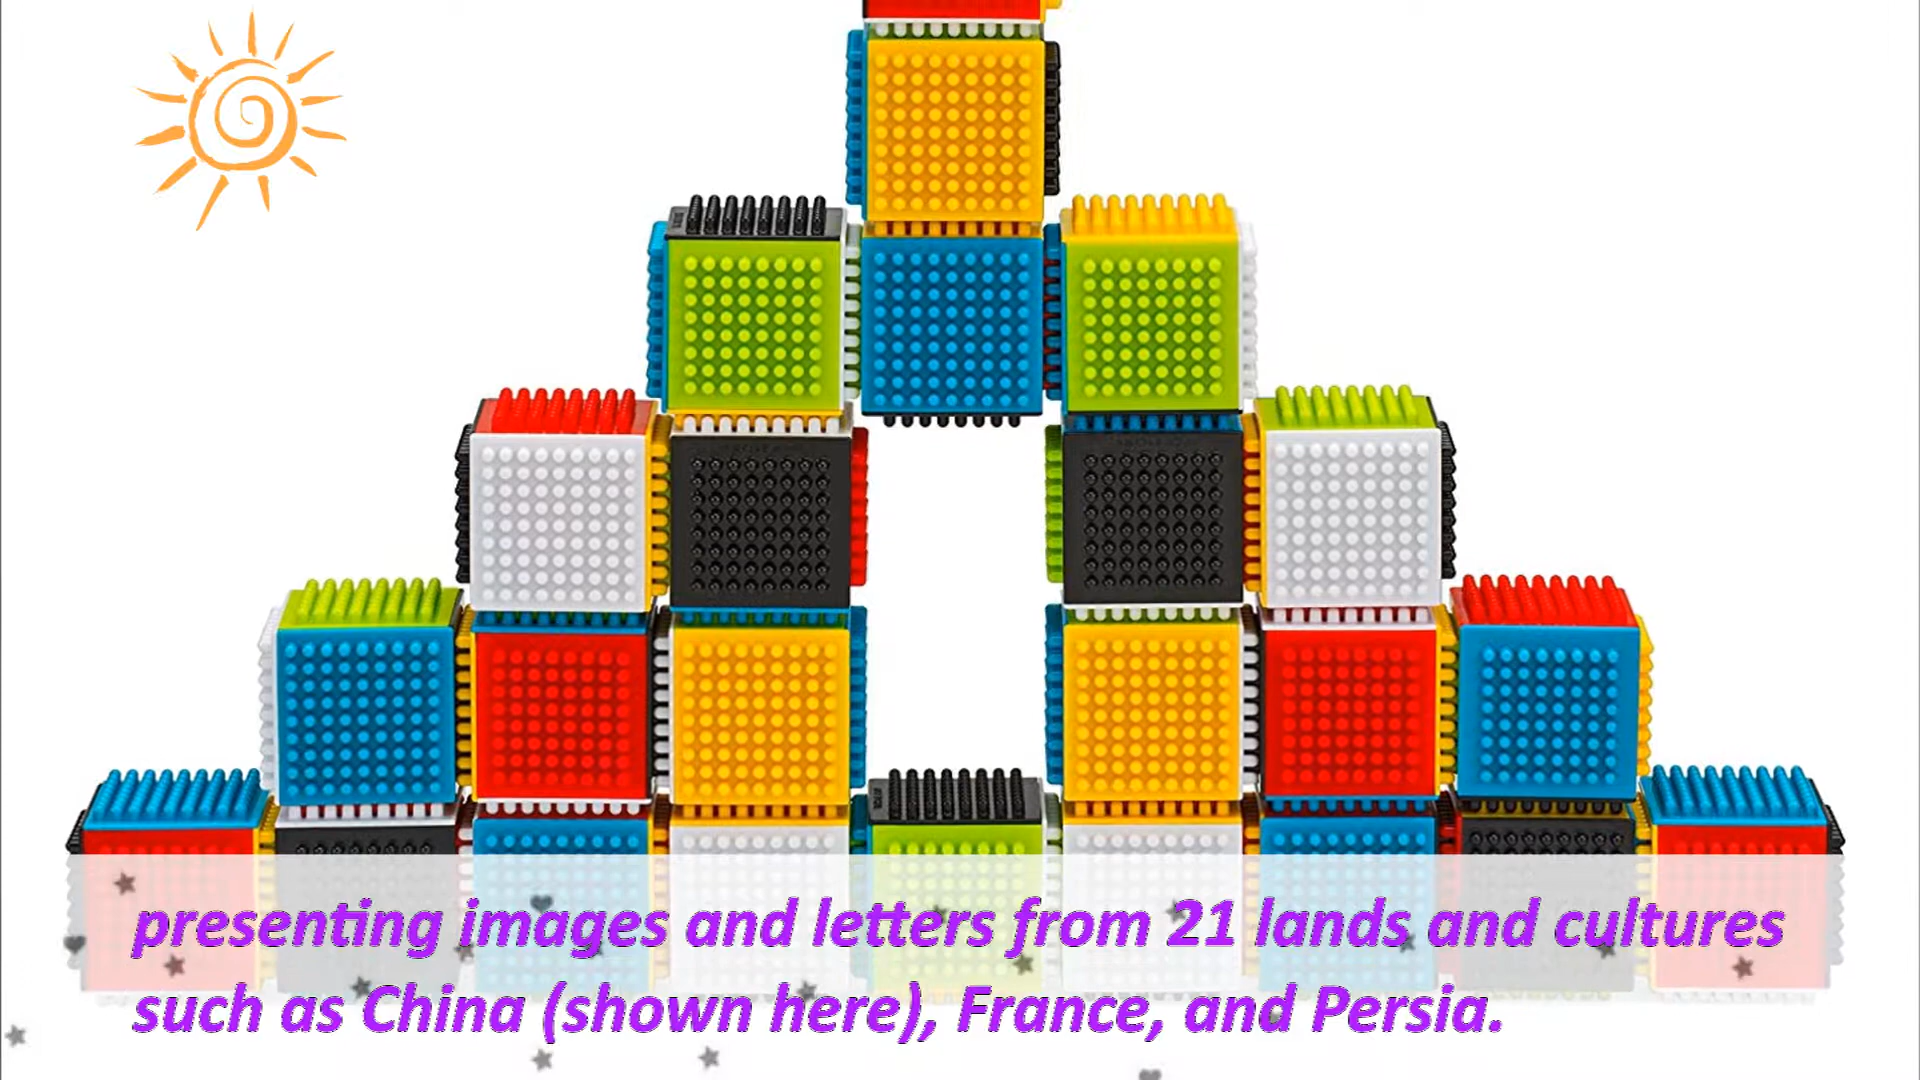 presenting images and letters from 21 lands and cultures
such as China (shown here), France, and Persia.